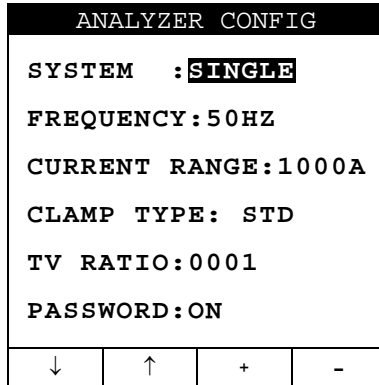 ANALYZER CONFIG
SYSTEM :SINGLE
FREQUENCY:50HZ
CURRENT RANGE:1000A
CLAMP TYPE: STD
TV RATIO:0001
PASSWORD:ON
↓ ↑ + -